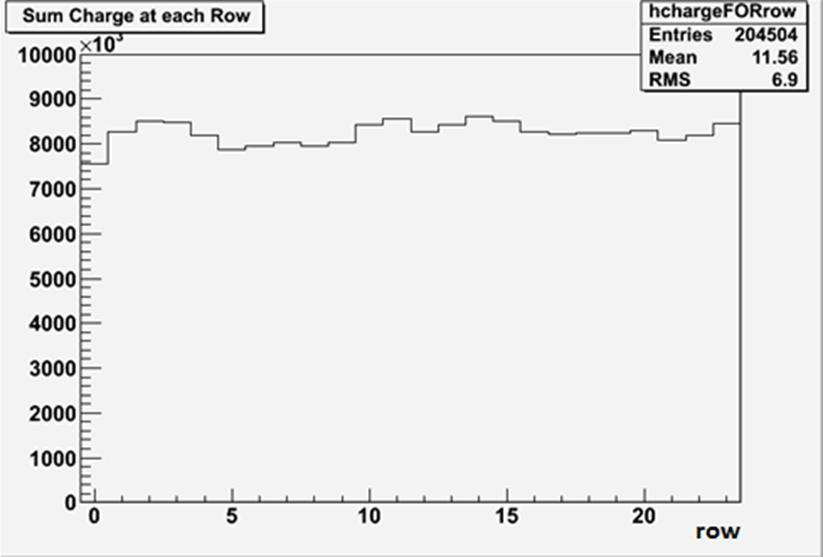 Sum Charge at each Row
hchargeFORrow
Entries 204504
Mean 11.56
RMS 6.9
×10³
10000
9000
8000
7000
6000
5000
4000
3000
2000
1000
0
0 5 10 15 20
row